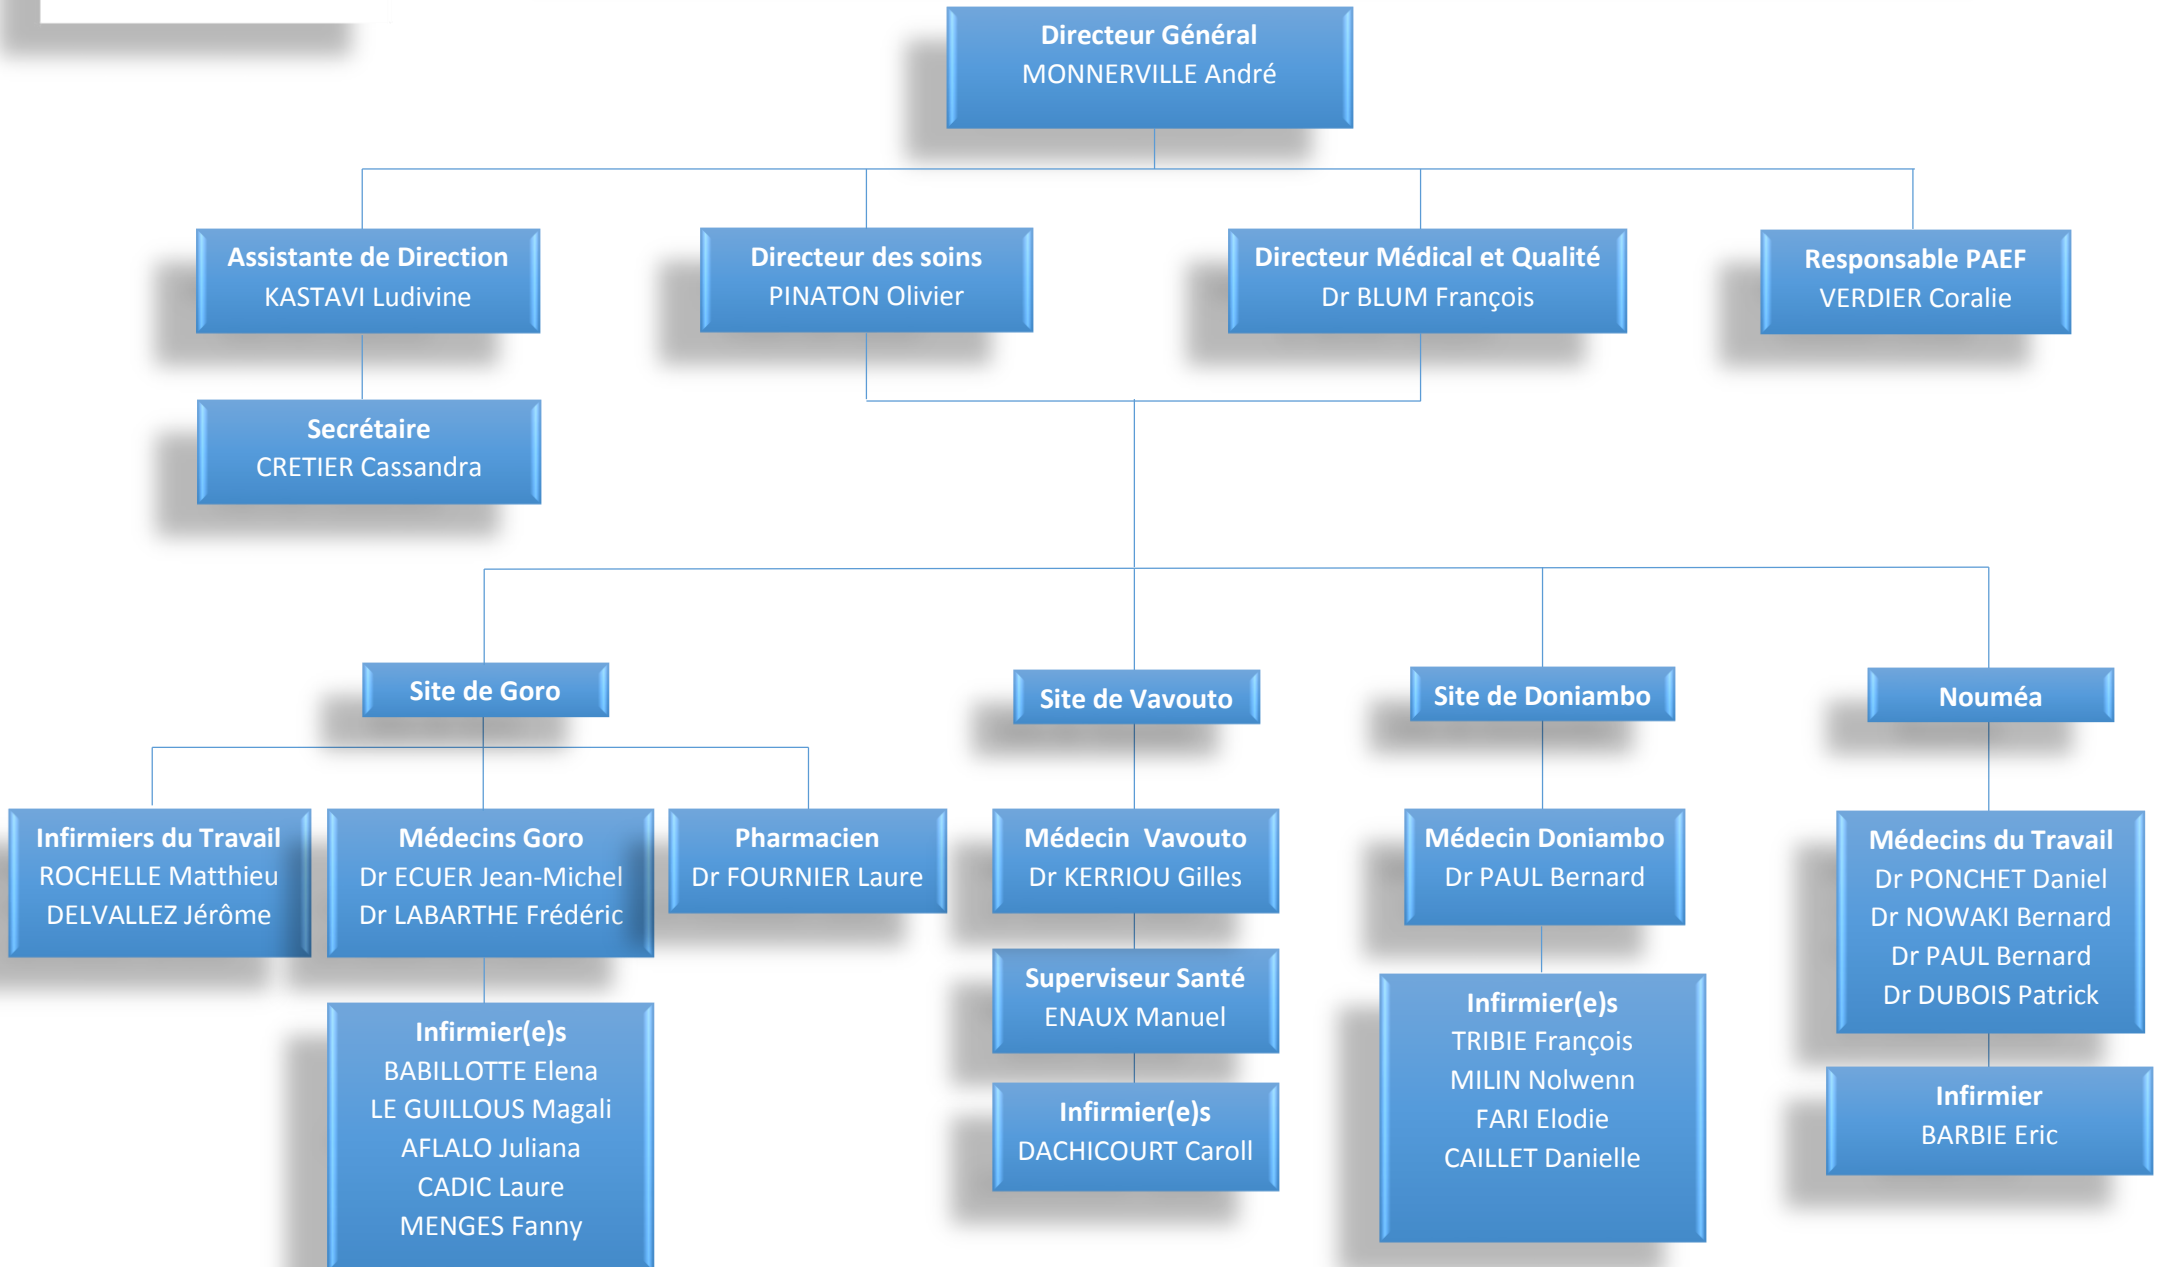 Directeur Général
MONNERVILLE André
Assistante de Direction
KASTAVI Ludivine
Directeur des soins
PINATON Olivier
Directeur Médical et Qualité
Dr BLUM François
Responsable PAEF
VERDIER Coralie
Secrétaire
CRETIER Cassandra
Site de Goro
Site de Vavouto
Site de Doniambo
Nouméa
Infirmiers du Travail
ROCHELLE Matthieu
DELVALLEZ Jérôme
Médecins Goro
Dr ECUER Jean-Michel
Dr LABARTHE Frédéric
Pharmacien
Dr FOURNIER Laure
Médecin Vavouto
Dr KERRIOU Gilles
Médecin Doniambo
Dr PAUL Bernard
Médecins du Travail
Dr PONCHET Daniel
Dr NOWAKI Bernard
Dr PAUL Bernard
Dr DUBOIS Patrick
Infirmier(e)s
BABILLOTTE Elena
LE GUILLOUS Magali
AFLALO Juliana
CADIC Laure
MENGES Fanny
Superviseur Santé
ENAUX Manuel
Infirmier(e)s
DACHICOURT Caroll
Infirmier(e)s
TRIBIE François
MILIN Nolwenn
FARI Elodie
CAILLET Danielle
Infirmier
BARBIE Eric